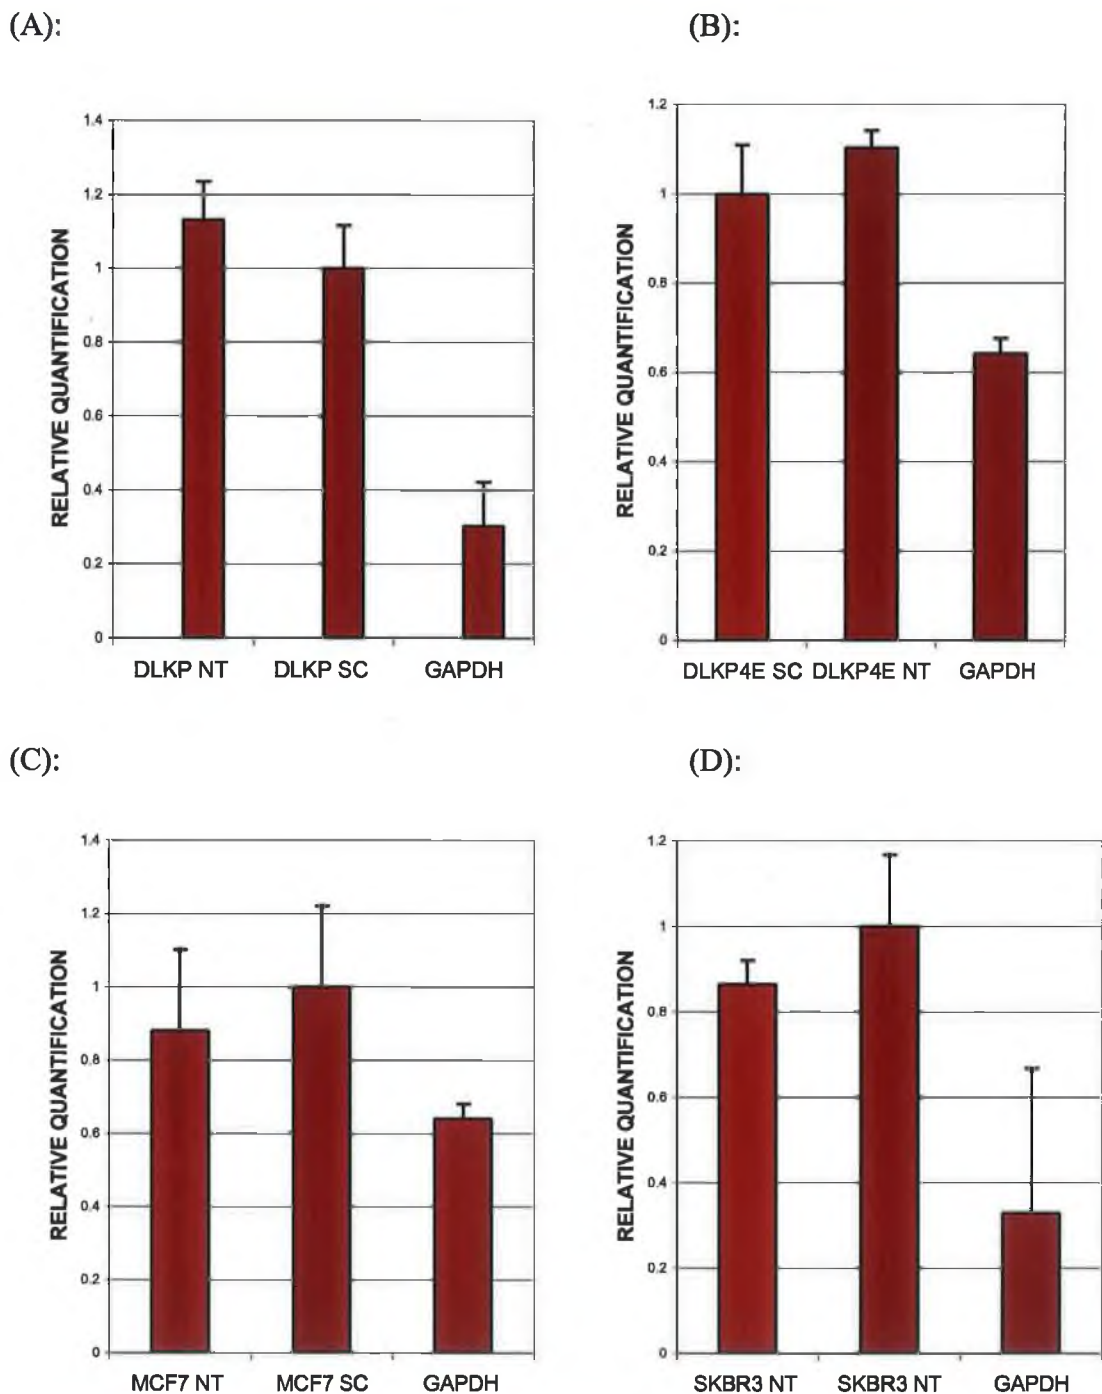 (A):
(B):
RELATIVE QUANTIFICATION
1.4
1.2
1
0.8
0.6
0.4
0.2
0
DLKP NT DLKP SC GAPDH
RELATIVE QUANTIFICATION
1.2
1
0.8
0.6
0.4
0.2
0
DLKP4E SC DLKP4E NT GAPDH
(C):
(D):
RELATIVE QUANTIFICATION
1.4
1.2
1
0.8
0.6
0.4
0.2
0
MCF7 NT MCF7 SC GAPDH
RELATIVE QUANTIFICATION
1.2
1
0.8
0.6
0.4
0.2
0
SKBR3 NT SKBR3 NT GAPDH